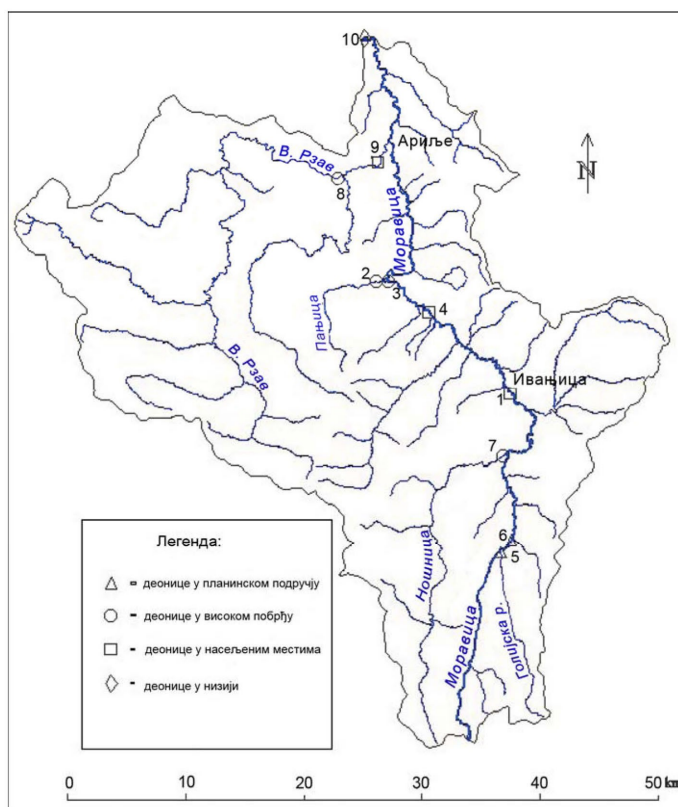 10
Ариље
9
В. Рзав
8
Моравица
N
2
3
4
Пањица
В. Рзав
Ивањица
1
7
6
5
Ношница
Моравица
Голијска р.
Легенда:
- деонице у планинском подручју
- деонице у високом побрђу
- деонице у насељеним местима
- деонице у низији
0 10 20 30 40 50 km